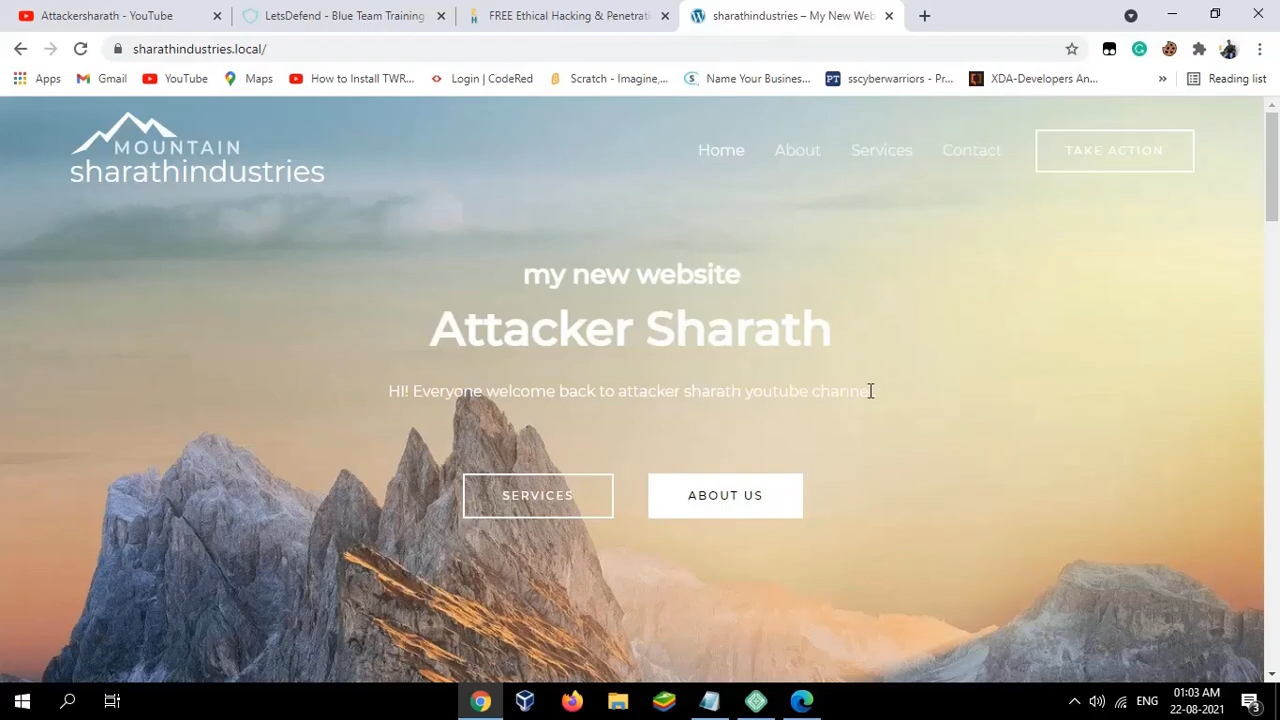 Attackersharath - YouTube
LetsDefend - Blue Team Training
FREE Ethical Hacking & Penetrati
sharathindustries – My New Web
sharathindustries.local/
Apps
Gmail
YouTube
Maps
How to Install TWR...
Login | CodeRed
Scratch - Imagine,...
Name Your Busines...
PT
sscyberwarriors - Pr...
XDA-Developers An...
»
Reading list
MOUNTAIN
sharathindustries
Home
About
Services
Contact
TAKE ACTION
my new website
Attacker Sharath
HI! Everyone welcome back to attacker sharath youtube channel
SERVICES
ABOUT US
ENG
01:03 AM
22-08-2021
3